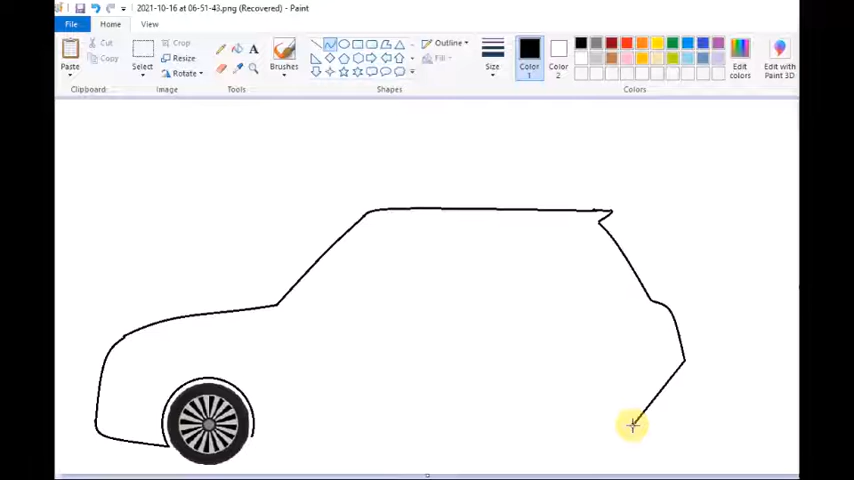 2021-10-16 at 06-51-43.png (Recovered) - Paint
File Home View
Paste
Cut
Copy
Clipboard
Select
Crop
Resize
Rotate
Image
A
Tools
Brushes
Outline
Fill
Shapes
Size
Color
1
Color
2
Edit
colors
Colors
Edit with
Paint 3D